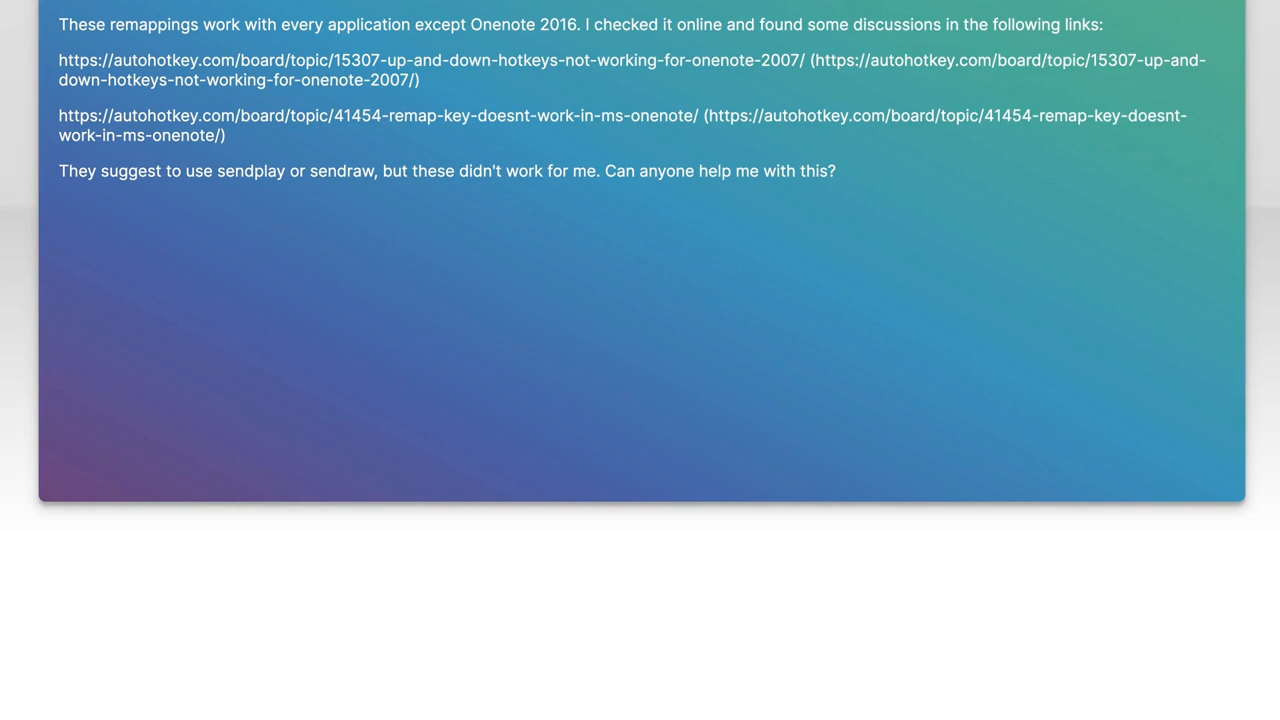 These remappings work with every application except Onenote 2016. I checked it online and found some discussions in the following links:
https://autohotkey.com/board/topic/15307-up-and-down-hotkeys-not-working-for-onenote-2007/ (https://autohotkey.com/board/topic/15307-up-and-
down-hotkeys-not-working-for-onenote-2007/)
https://autohotkey.com/board/topic/41454-remap-key-doesnt-work-in-ms-onenote/ (https://autohotkey.com/board/topic/41454-remap-key-doesnt-
work-in-ms-onenote/)
They suggest to use sendplay or sendraw, but these didn't work for me. Can anyone help me with this?